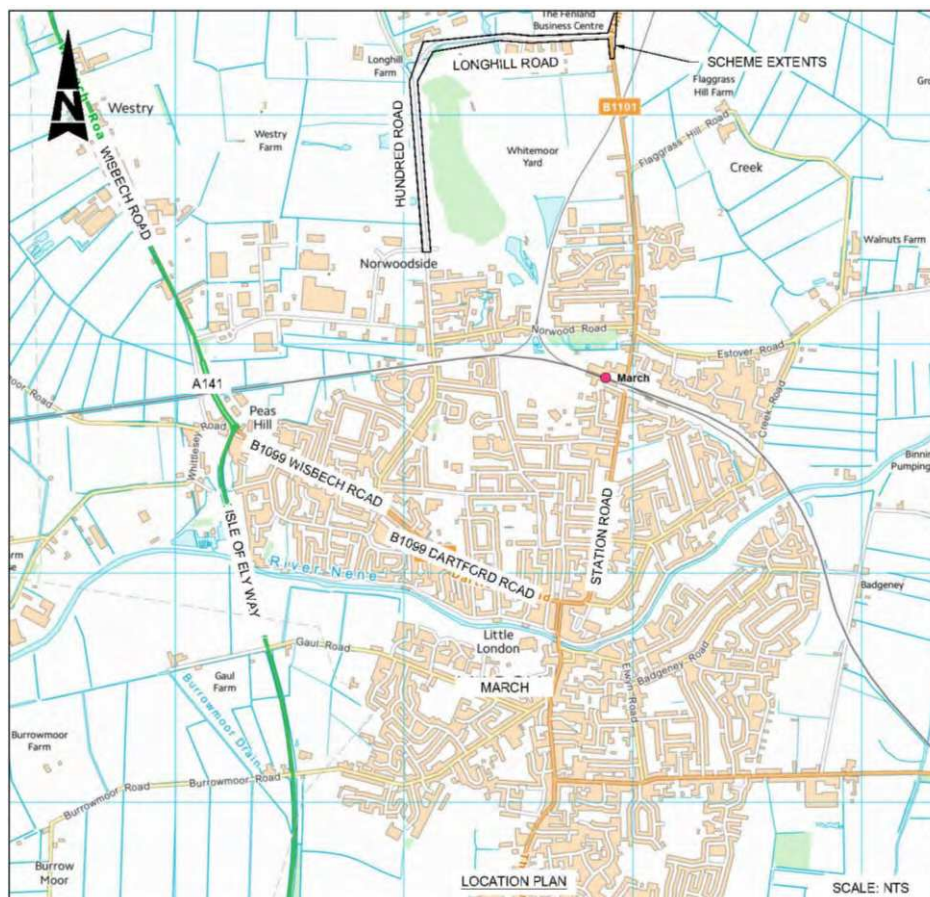 The Fenland
Business Centre
Longhill
Farm
LONGHILL ROAD
SCHEME EXTENTS
Flaggrass
Hill Farm
N
Westry
B1101
WISBECH ROAD
Westry
Farm
HUNDRED ROAD
Whitemoor
Yard
Flaggrass Hill Road
Creek
2
Walnuts Farm
Norwoodside
Norwood Road
Estover Road
A141
March
Creek Road
Peas
Hill
Road
Whittlesey
B1099 WISBECH ROAD
STATION ROAD
ISLE OF ELY WAY
B1099 DARTFORD ROAD
River Nene
Badgeney
Little
London
Gaul Road
Elwyn Road
Badgeney Road
Gaul
Farm
MARCH
Burrowmoor Drain
Burrowmoor
Farm
Burrowmoor Road
Burrowmoor Road
Burrow
Moor
LOCATION PLAN
SCALE: NTS